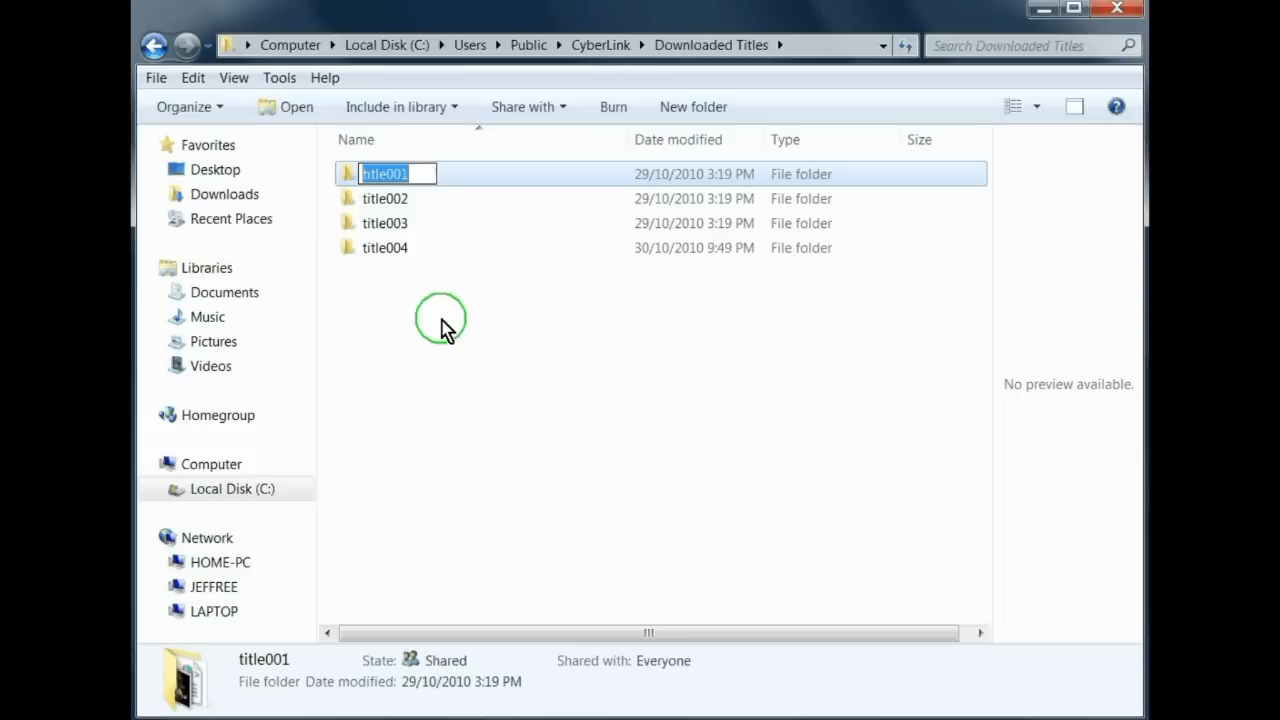 Computer Local Disk (C:) Users Public CyberLink Downloaded Titles Search Downloaded Titles
File Edit View Tools Help
Organize Open Include in library Share with Burn New folder
Name Date modified Type Size
Favorites
Desktop
Downloads
Recent Places
Libraries
Documents
Music
Pictures
Videos
Homegroup
Computer
Local Disk (C:)
Network
HOME-PC
JEFFREE
LAPTOP
title001 29/10/2010 3:19 PM File folder
title002 29/10/2010 3:19 PM File folder
title003 29/10/2010 3:19 PM File folder
title004 30/10/2010 9:49 PM File folder
No preview available.
title001 State: Shared Shared with: Everyone
File folder Date modified: 29/10/2010 3:19 PM